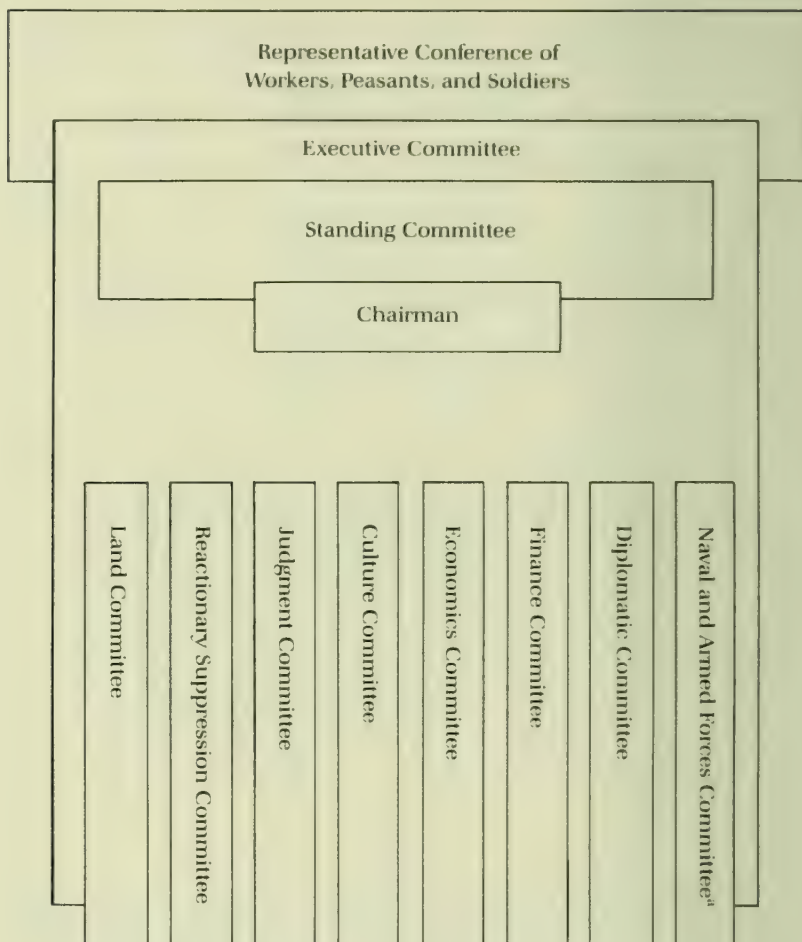 Representative Conference of
Workers, Peasants, and Soldiers
Executive Committee
Standing Committee
Chairman
Land Committee
Reactionary Suppression Committee
Judgment Committee
Culture Committee
Economics Committee
Finance Committee
Diplomatic Committee
Naval and Armed Forces Committeeᵃ